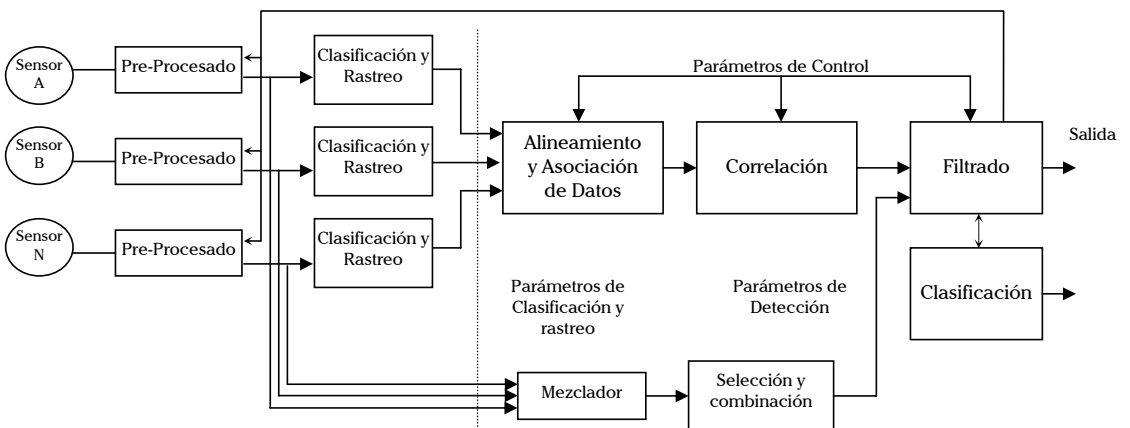 Sensor
A
Pre-Procesado
Clasificación y
Rastreo
Parámetros de Control
Sensor
B
Pre-Procesado
Clasificación y
Rastreo
Alineamiento
y Asociación
de Datos
Correlación
Filtrado
Salida
Sensor
N
Pre-Procesado
Clasificación y
Rastreo
Parámetros de
Clasificación y
rastreo
Parámetros de
Detección
Clasificación
Mezclador
Selección y
combinación